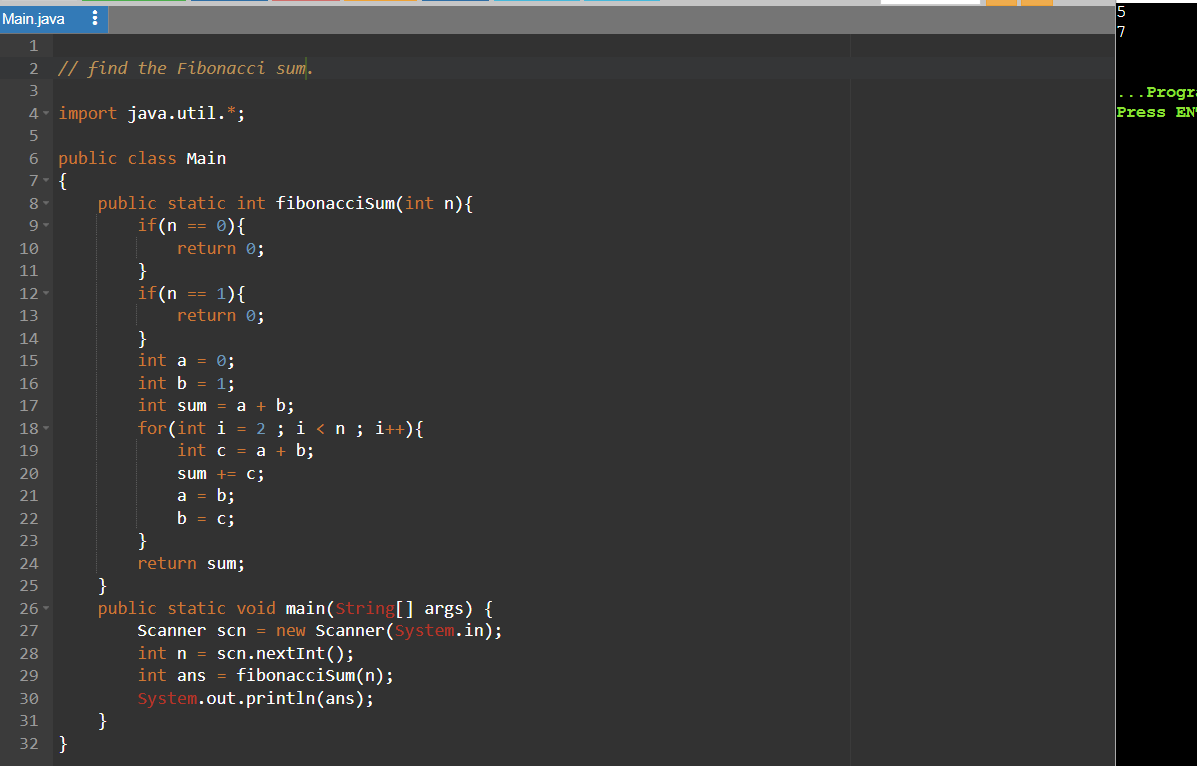 Main.java
1
2 // find the Fibonacci sum.
3
4 import java.util.*;
5
6 public class Main
7 {
8 public static int fibonacciSum(int n){
9 if(n == 0){
10 return 0;
11 }
12 if(n == 1){
13 return 0;
14 }
15 int a = 0;
16 int b = 1;
17 int sum = a + b;
18 for(int i = 2 ; i < n ; i++){
19 int c = a + b;
20 sum += c;
21 a = b;
22 b = c;
23 }
24 return sum;
25 }
26 public static void main(String[] args) {
27 Scanner scn = new Scanner(System.in);
28 int n = scn.nextInt();
29 int ans = fibonacciSum(n);
30 System.out.println(ans);
31 }
32 }
5
7
...Progra
Press EN